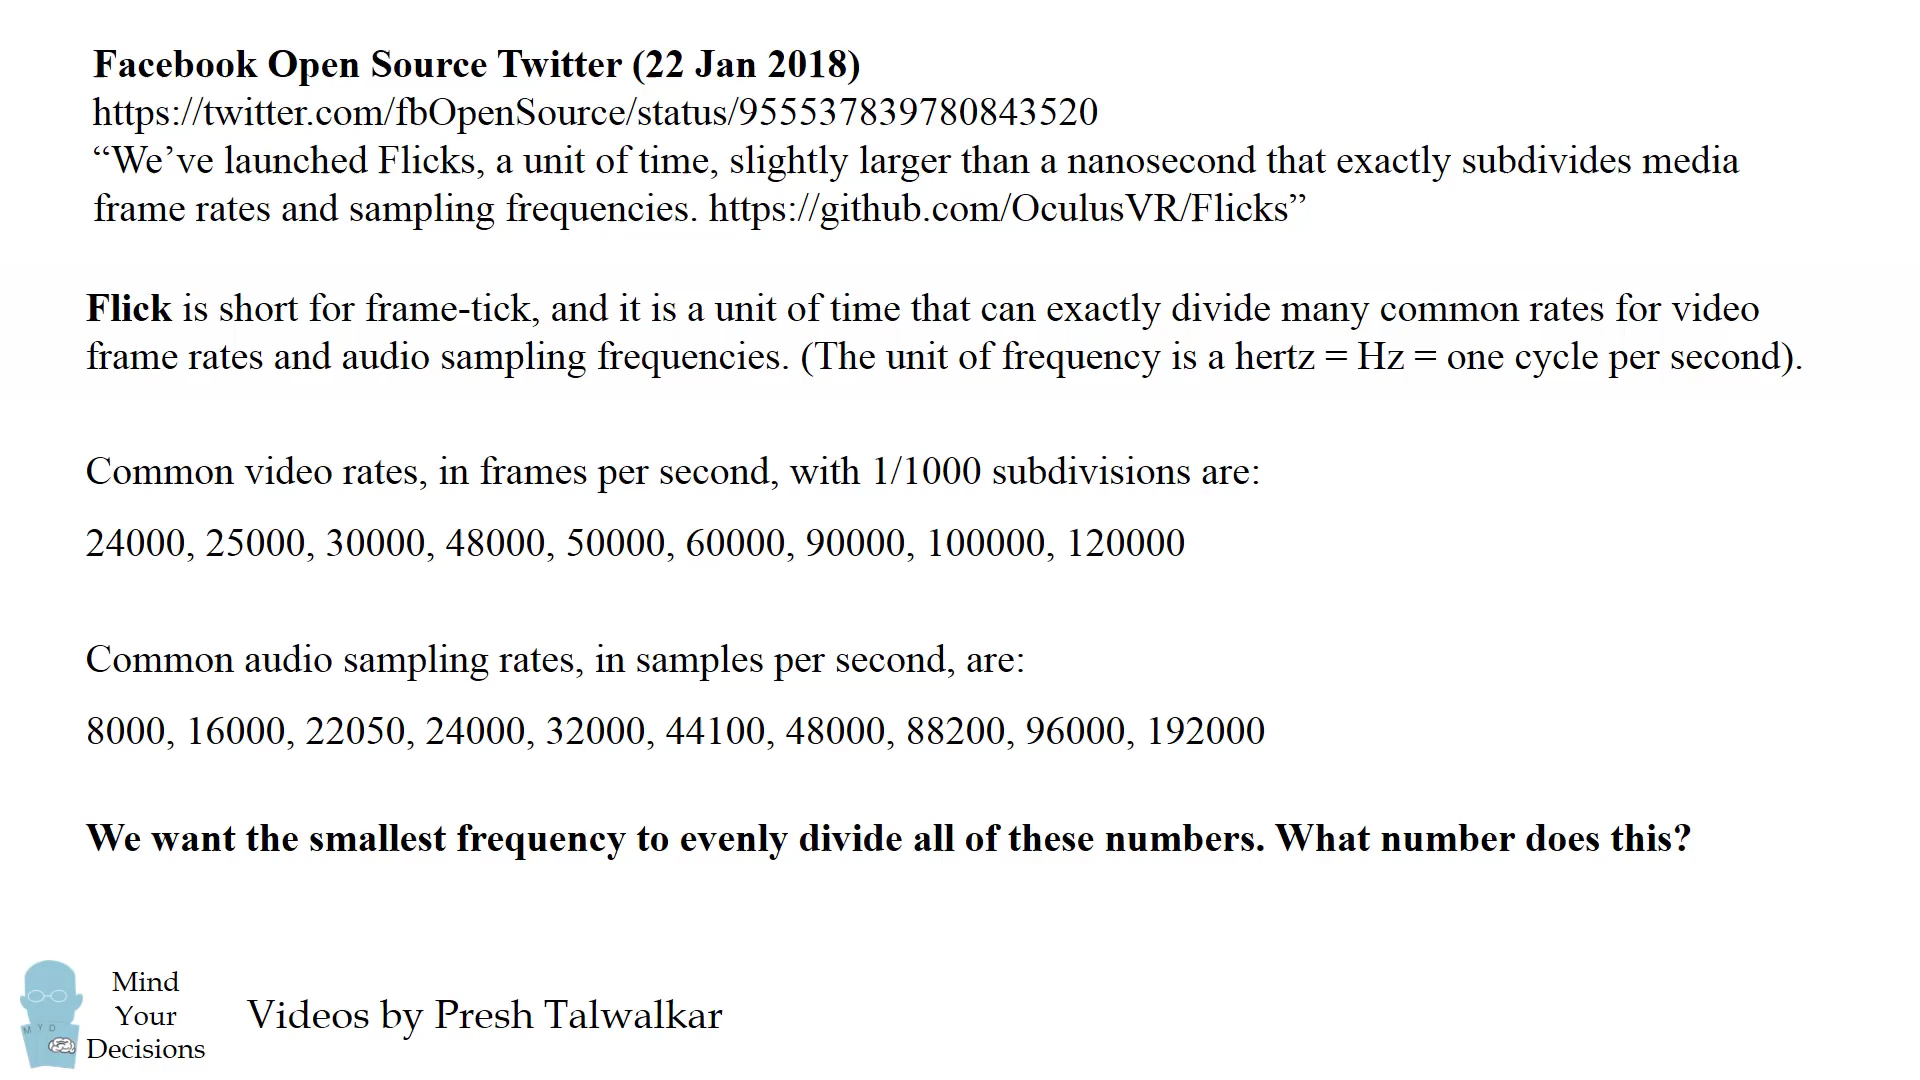 Facebook Open Source Twitter (22 Jan 2018)
https://twitter.com/fbOpenSource/status/955537839780843520
“We’ve launched Flicks, a unit of time, slightly larger than a nanosecond that exactly subdivides media
frame rates and sampling frequencies. https://github.com/OculusVR/Flicks”
Flick is short for frame-tick, and it is a unit of time that can exactly divide many common rates for video
frame rates and audio sampling frequencies. (The unit of frequency is a hertz = Hz = one cycle per second).
Common video rates, in frames per second, with 1/1000 subdivisions are:
24000, 25000, 30000, 48000, 50000, 60000, 90000, 100000, 120000
Common audio sampling rates, in samples per second, are:
8000, 16000, 22050, 24000, 32000, 44100, 48000, 88200, 96000, 192000
We want the smallest frequency to evenly divide all of these numbers. What number does this?
M Y D
Mind
Your
Decisions
Videos by Presh Talwalkar